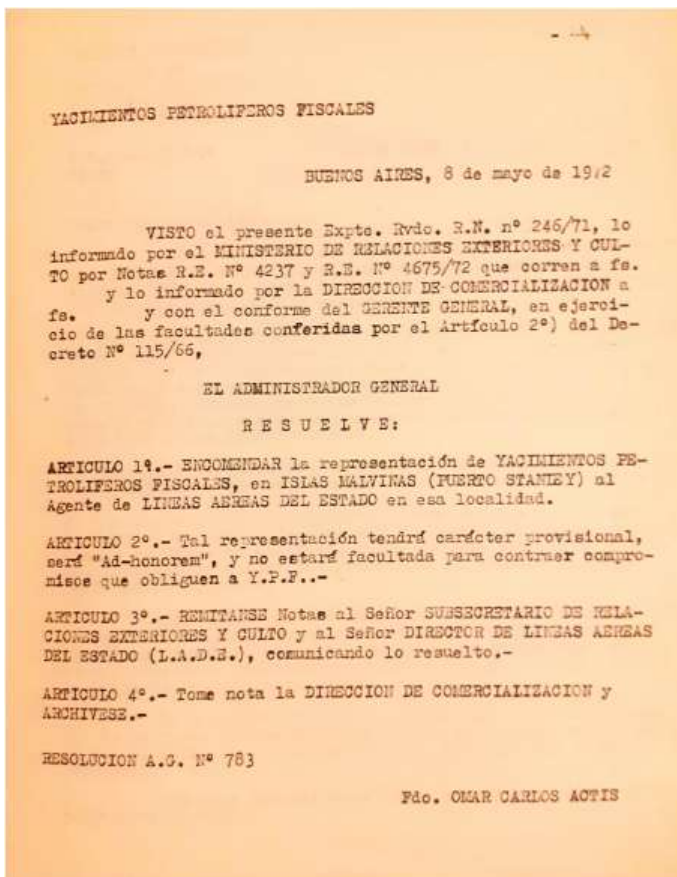 YACIMIENTOS PETROLIFEROS FISCALES
BUENOS AIRES, 8 de mayo de 1972
VISTO el presente Expte. Rvdo. R.N. nº 246/71, lo
informado por el MINISTERIO DE RELACIONES EXTERIORES Y CUL-
TO por Notas R.E. Nº 4237 y R.E. Nº 4675/72 que corren a fs.
y lo informado por la DIRECCION DE COMERCIALIZACION a
fs. y con el conforme del GERENTE GENERAL, en ejerci-
cio de las facultades conferidas por el Artículo 2º) del De-
creto Nº 115/66,
EL ADMINISTRADOR GENERAL
R E S U E L V E:
ARTICULO 1º.- ENCOMENDAR la representación de YACIMIENTOS PE-
TROLIFEROS FISCALES, en ISLAS MALVINAS (PUERTO STANLEY) al
Agente de LINEAS AEREAS DEL ESTADO en esa localidad.
ARTICULO 2º.- Tal representación tendrá carácter provisional,
será "Ad-honorem", y no estará facultada para contraer compro-
misos que obliguen a Y.P.F..-
ARTICULO 3º.- REMITANSE Notas al Señor SUBSECRETARIO DE RELA-
CIONES EXTERIORES Y CULTO y al Señor DIRECTOR DE LINEAS AEREAS
DEL ESTADO (L.A.D.E.), comunicando lo resuelto.-
ARTICULO 4º.- Tome nota la DIRECCION DE COMERCIALIZACION y
ARCHIVESE.-
RESOLUCION A.G. Nº 783
Fdo. OMAR CARLOS ACTIS